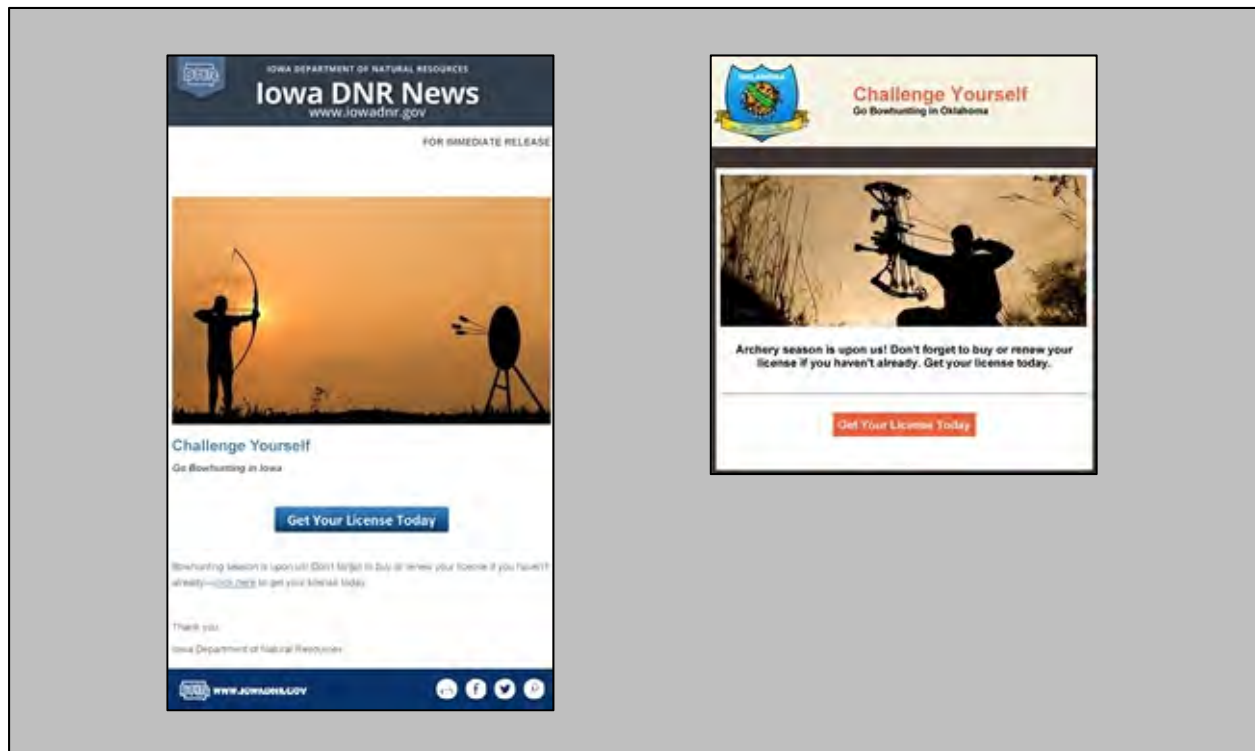 IOWA DEPARTMENT OF NATURAL RESOURCES
Iowa DNR News
www.iowadnr.gov
FOR IMMEDIATE RELEASE
Challenge Yourself
Go Bowhunting in Iowa
Get Your License Today
Bowhunting season is upon us! Don't forget to buy or renew your license if you haven't
already—click here to get your license today.
Thank you
Iowa Department of Natural Resources
DNR WWW.IOWADNR.GOV
OKLAHOMA
Challenge Yourself
Go Bowhunting in Oklahoma
Archery season is upon us! Don't forget to buy or renew your
license if you haven't already. Get your license today.
Get Your License Today